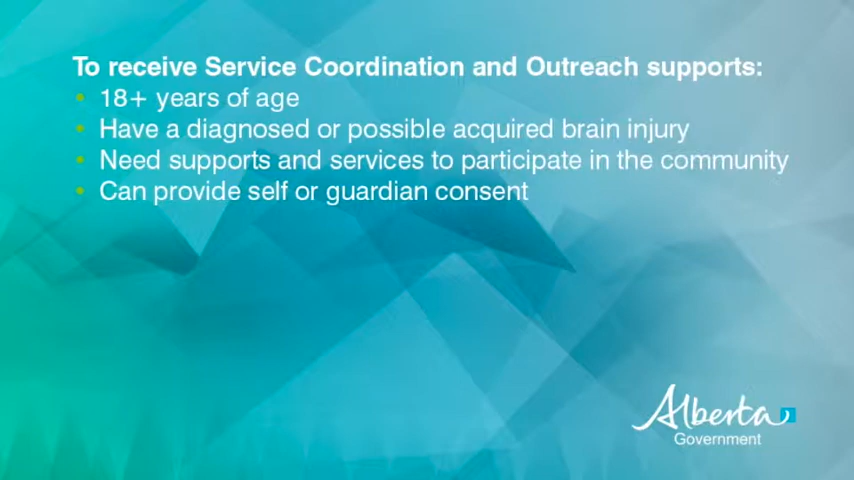 To receive Service Coordination and Outreach supports:
• 18+ years of age
• Have a diagnosed or possible acquired brain injury
• Need supports and services to participate in the community
• Can provide self or guardian consent
Alberta
Government